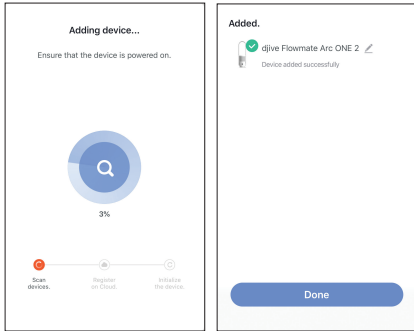 Adding device...
Ensure that the device is powered on.
3%
Scan
devices.
Register
on Cloud.
Initialize
the device.
Added.
djive Flowmate Arc ONE 2
Device added successfully
Done